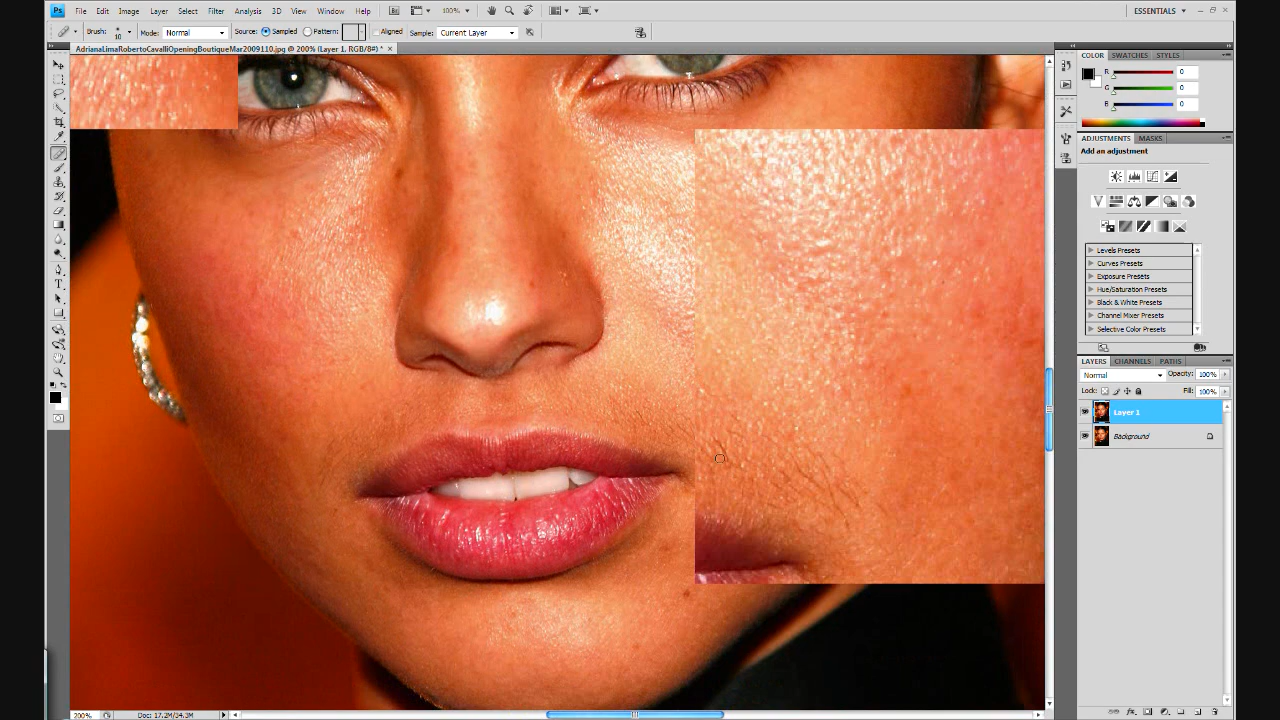 Ps File Edit Image Layer Select Filter Analysis 3D View Window Help Br 100% ESSENTIALS
Brush: 10 Mode: Normal Source: Sampled Pattern: Aligned Sample: Current Layer
AdrianaLimaRobertoCavalliOpeningBoutiqueMar2009110.jpg @ 200% (Layer 1, RGB/8#) * ×
COLOR SWATCHES STYLES
R 0
G 0
B 0
ADJUSTMENTS MASKS
Add an adjustment
Levels Presets
Curves Presets
Exposure Presets
Hue/Saturation Presets
Black & White Presets
Channel Mixer Presets
Selective Color Presets
LAYERS CHANNELS PATHS
Normal Opacity: 100%
Lock: Fill: 100%
Layer 1
Background
200% Doc: 17.2M/34.3M